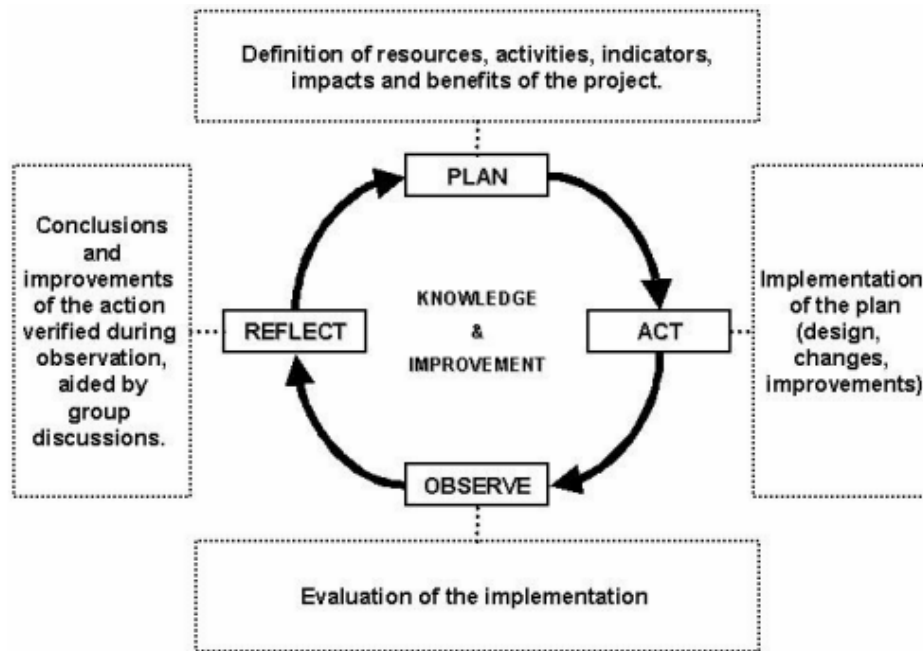 Definition of resources, activities, indicators,
impacts and benefits of the project.
PLAN
Conclusions
and
improvements
of the action
verified during
observation,
aided by
group
discussions.
REFLECT
KNOWLEDGE
&
IMPROVEMENT
ACT
Implementation
of the plan
(design,
changes,
improvements)
OBSERVE
Evaluation of the implementation